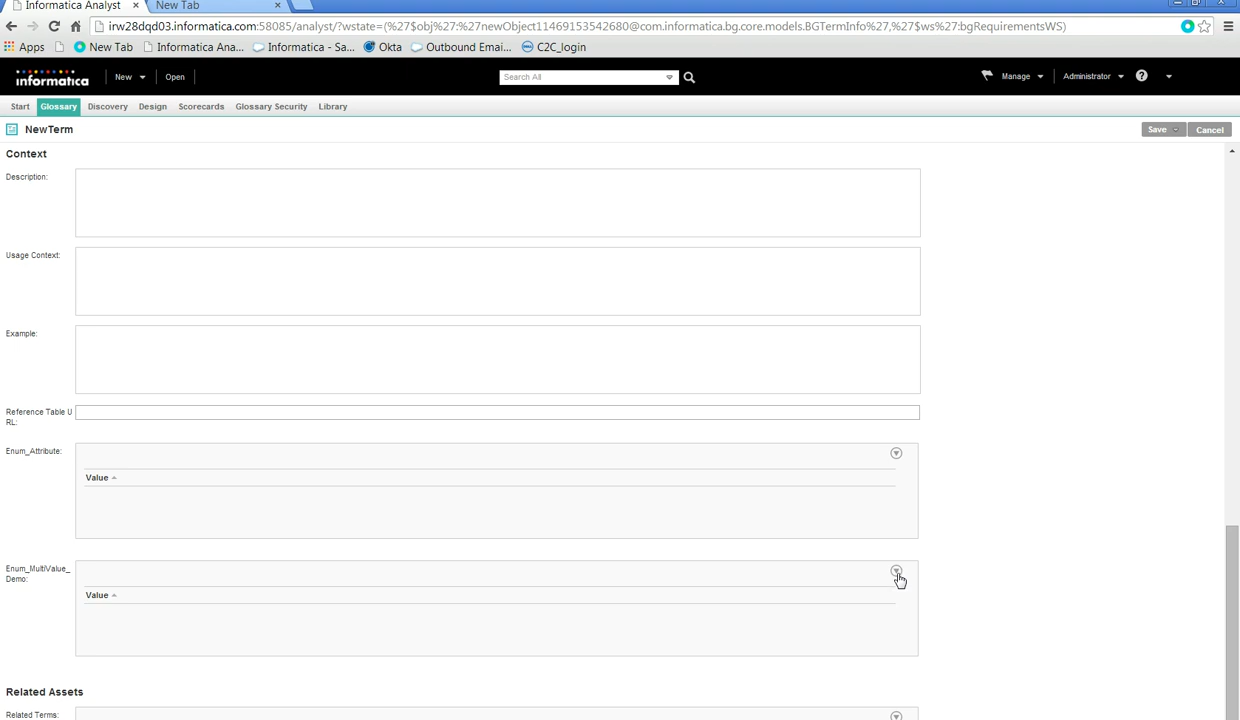 Informatica Analyst
New Tab
irw28dqd03.informatica.com:58085/analyst/?wstate=(%27$obj%27:%27newObject11469153542680@com.informatica.bg.core.models.BGTermInfo%27,%27$ws%27:bgRequirementsWS)
Apps New Tab Informatica Ana... Informatica - Sa... Okta Outbound Emai... C2C_login
informatica New Open Search All Manage Administrator ?
Start Glossary Discovery Design Scorecards Glossary Security Library
NewTerm Save Cancel
Context
Description:
Usage Context:
Example:
Reference Table U
RL:
Enum_Attribute:
Value
Enum_MultiValue_
Demo:
Value
Related Assets
Related Terms: